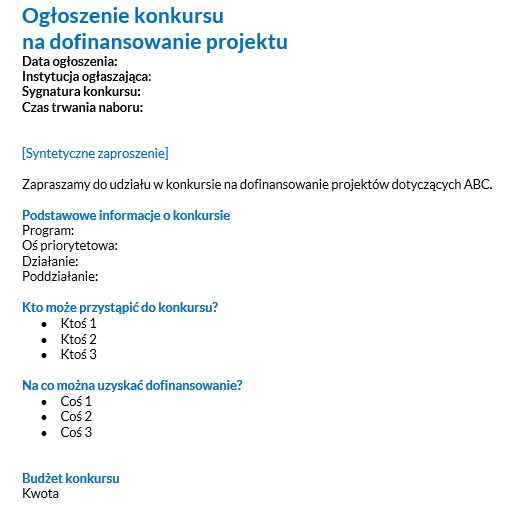 Ogłoszenie konkursu
na dofinansowanie projektu
Data ogłoszenia:
Instytucja ogłaszająca:
Sygnatura konkursu:
Czas trwania naboru:
[Syntetyczne zaproszenie]
Zapraszamy do udziału w konkursie na dofinansowanie projektów dotyczących ABC.
Podstawowe informacje o konkursie
Program:
Oś priorytetowa:
Działanie:
Poddziałanie:
Kto może przystąpić do konkursu?
• Ktoś 1
• Ktoś 2
• Ktoś 3
Na co można uzyskać dofinansowanie?
• Coś 1
• Coś 2
• Coś 3
Budżet konkursu
Kwota